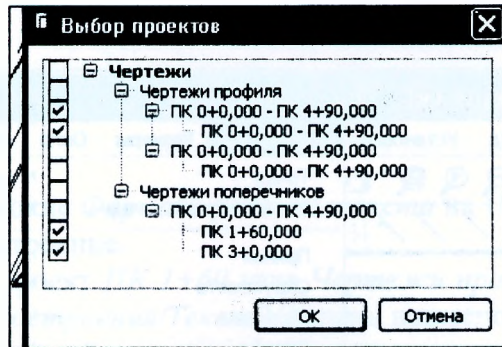 Выбор проектов
Чертежи
Чертежи профиля
ПК 0+0,000 - ПК 4+90,000
ПК 0+0,000 - ПК 4+90,000
ПК 0+0,000 - ПК 4+90,000
ПК 0+0,000 - ПК 4+90,000
Чертежи поперечников
ПК 0+0,000 - ПК 4+90,000
ПК 1+60,000
ПК 3+0,000
ОК
Отмена